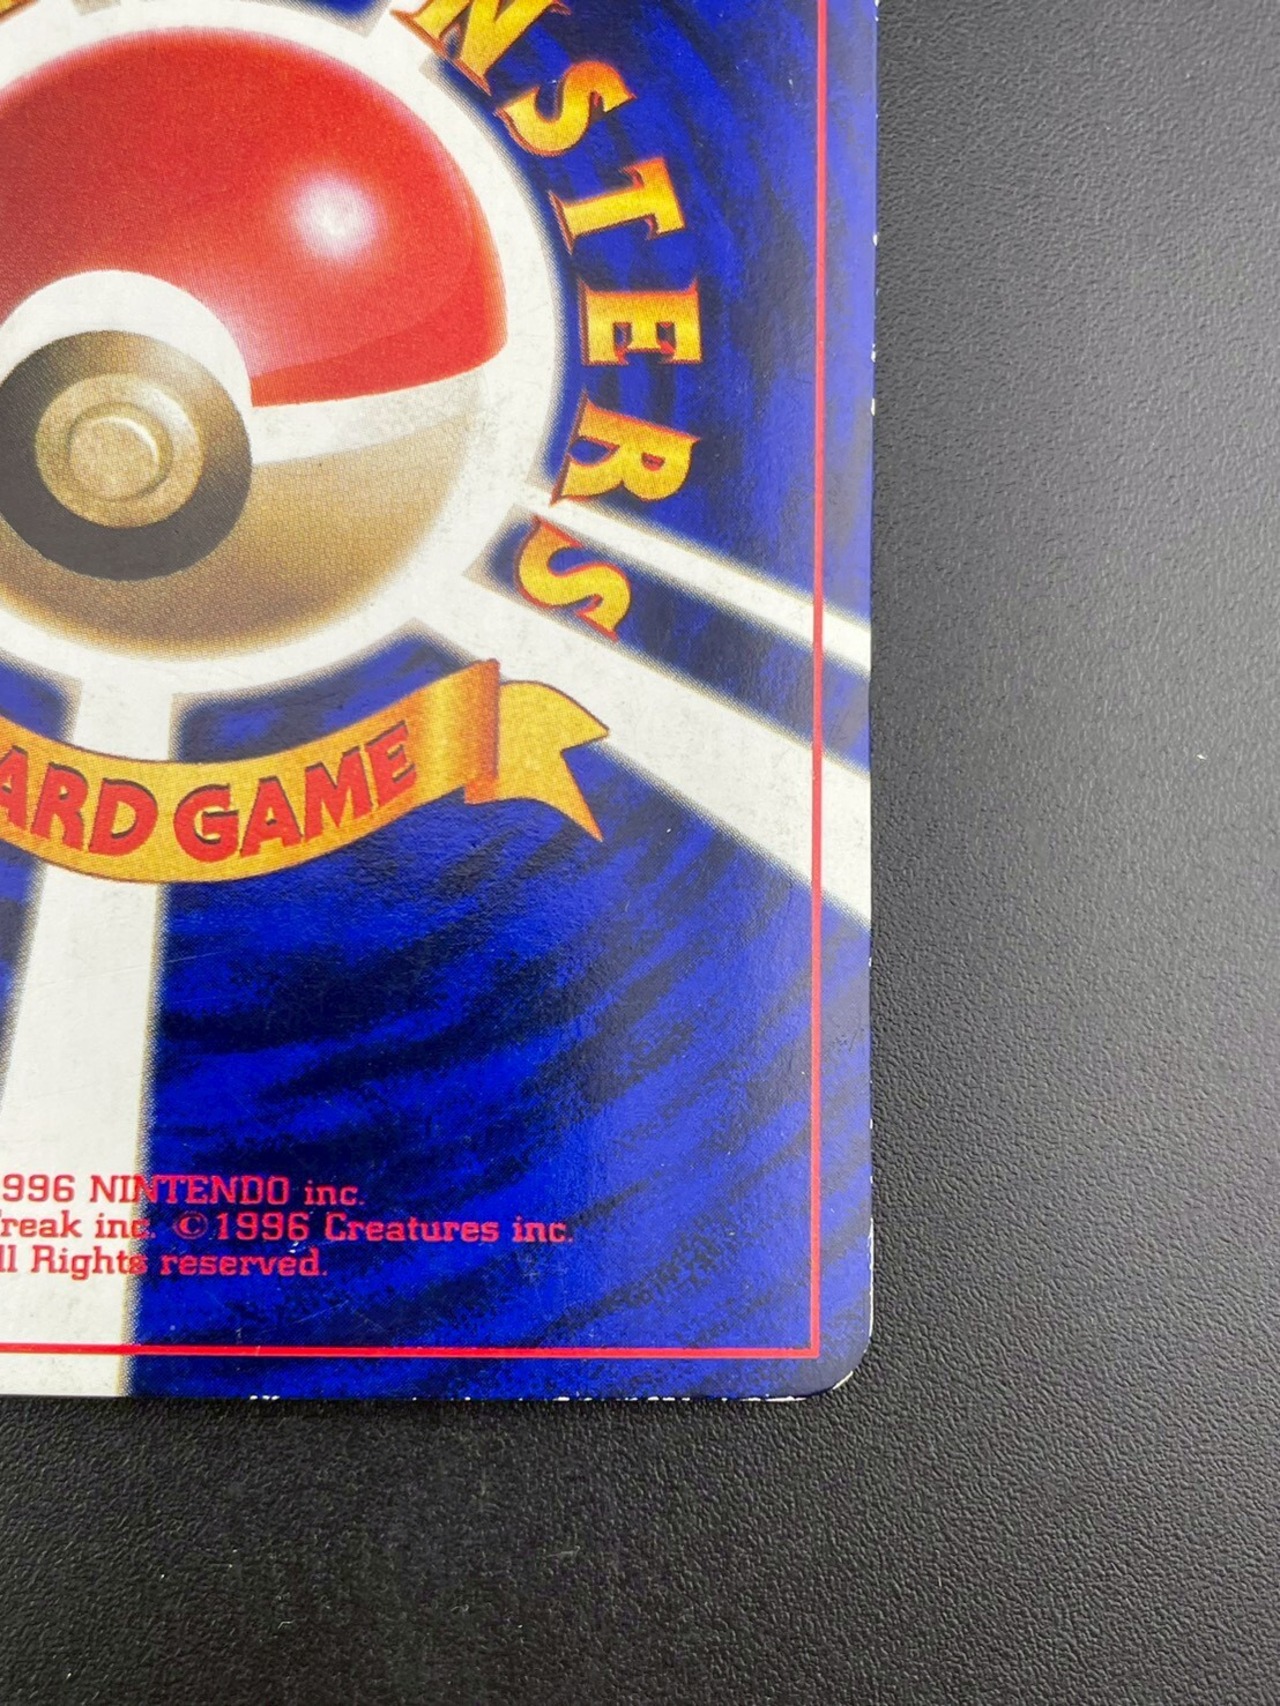 NSTERS
ARD GAME
996 NINTENDO inc.
reak inc. ©1996 Creatures inc.
ll Rights reserved.